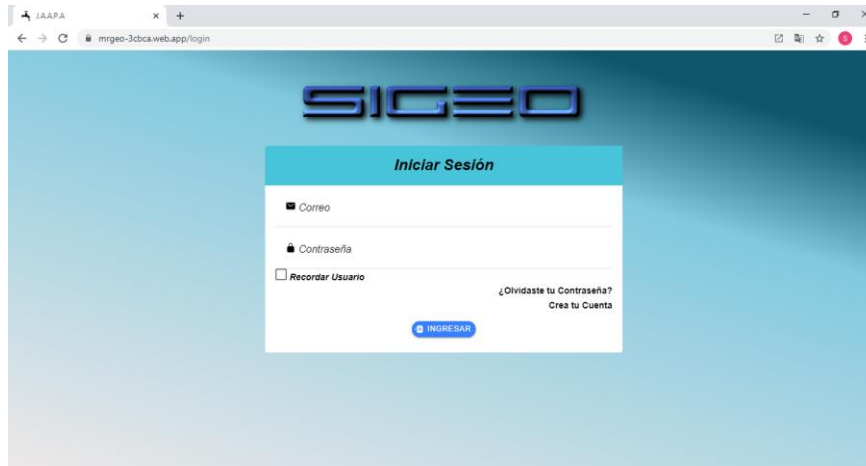 J.A.A.P.A
mrgeo-3cbca.web.app/login
S
SIGEO
Iniciar Sesión
Correo
Contraseña
Recordar Usuario
¿Olvidaste tu Contraseña?
Crea tu Cuenta
INGRESAR